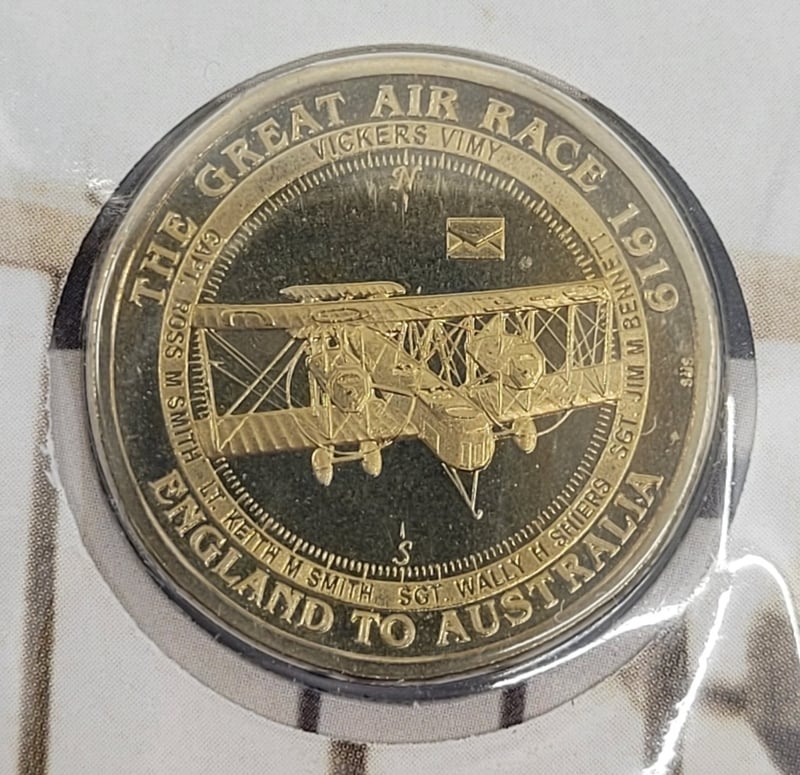 THE GREAT AIR RACE 1919
VICKERS VIMY
N
CAPT. ROSS M SMITH
LT. KEITH M SMITH
SGT. WALLY H SHIERS
SGT. JIM M BENNETT
S
ENGLAND TO AUSTRALIA